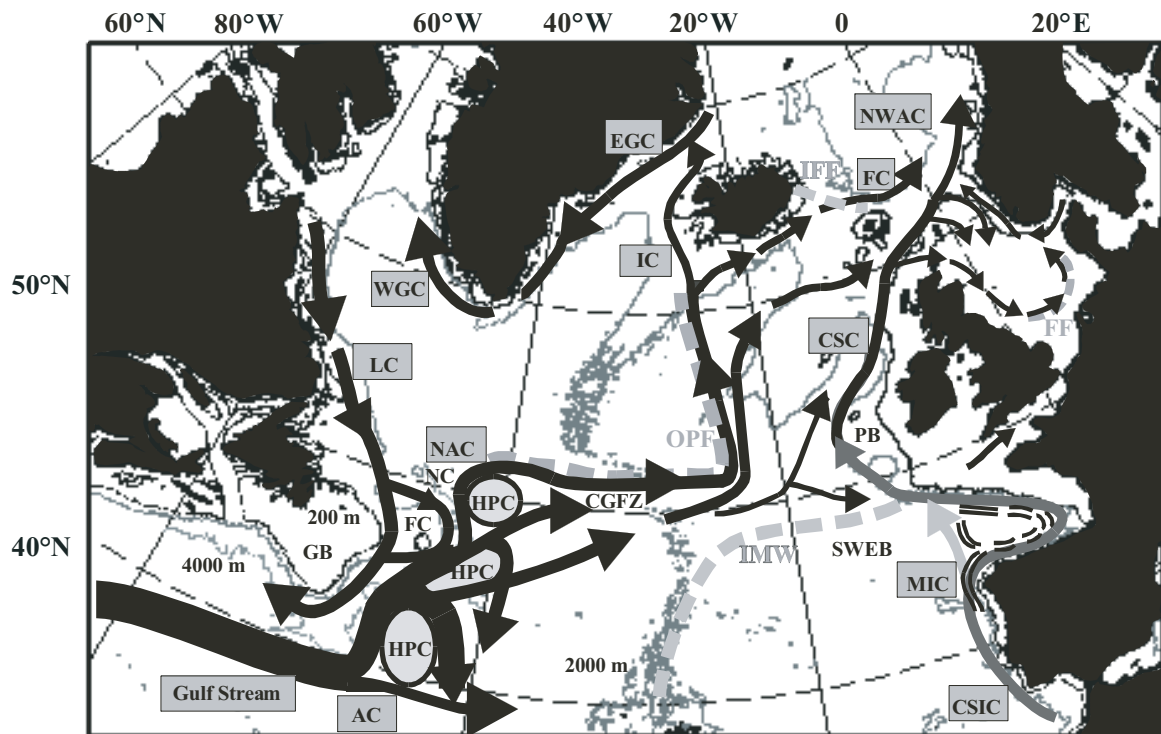 60°N 80°W 60°W 40°W 20°W 0 20°E
NWAC
EGC
IFF
FC
IC
50°N
WGC
FF
CSC
LC
PB
OPF
NAC
NC
HPC
CGFZ
200 m
FC
GB
40°N
IMW
SWEB
4000 m
HPC
MIC
HPC
2000 m
Gulf Stream
AC
CSIC